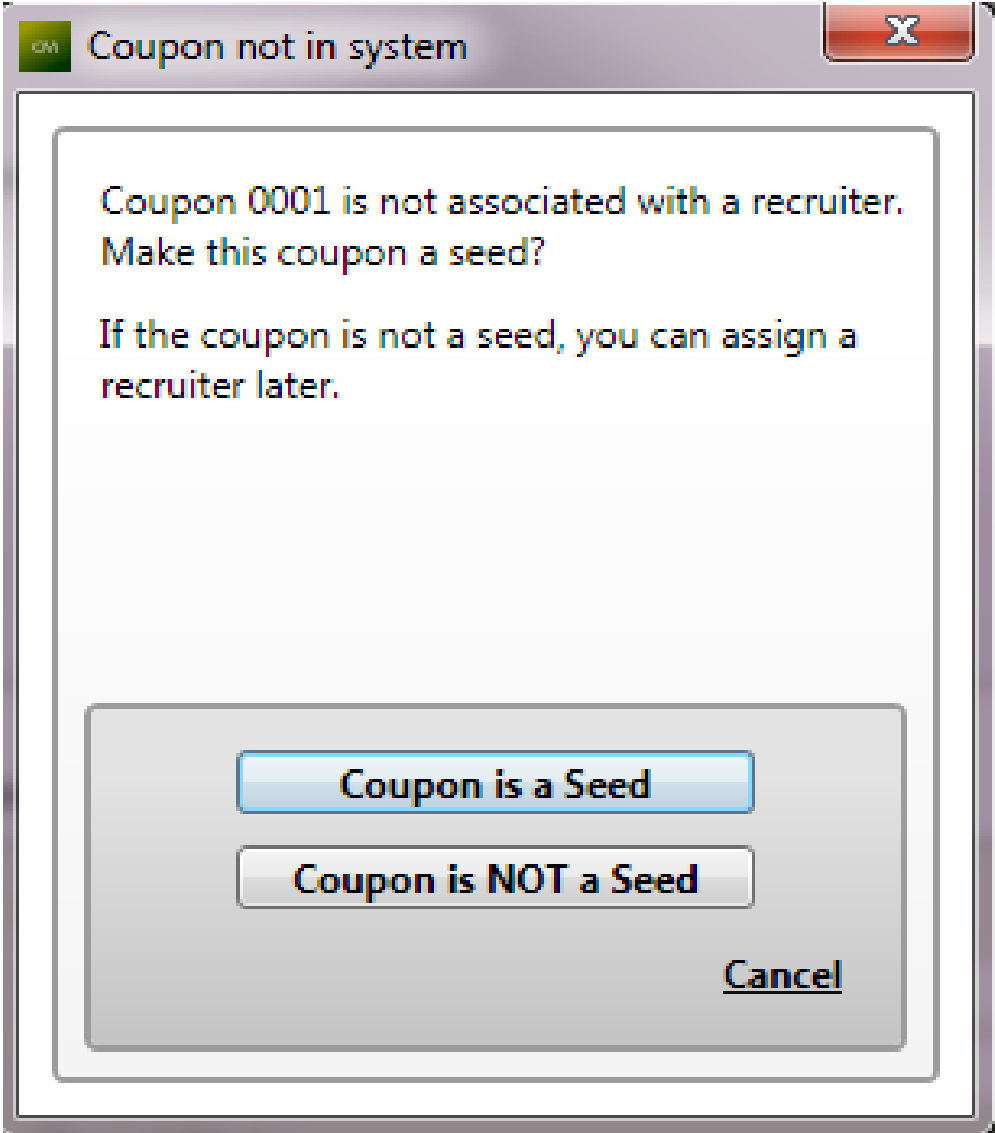 CM
Coupon not in system
Coupon 0001 is not associated with a recruiter.
Make this coupon a seed?
If the coupon is not a seed, you can assign a
recruiter later.
Coupon is a Seed
Coupon is NOT a Seed
Cancel